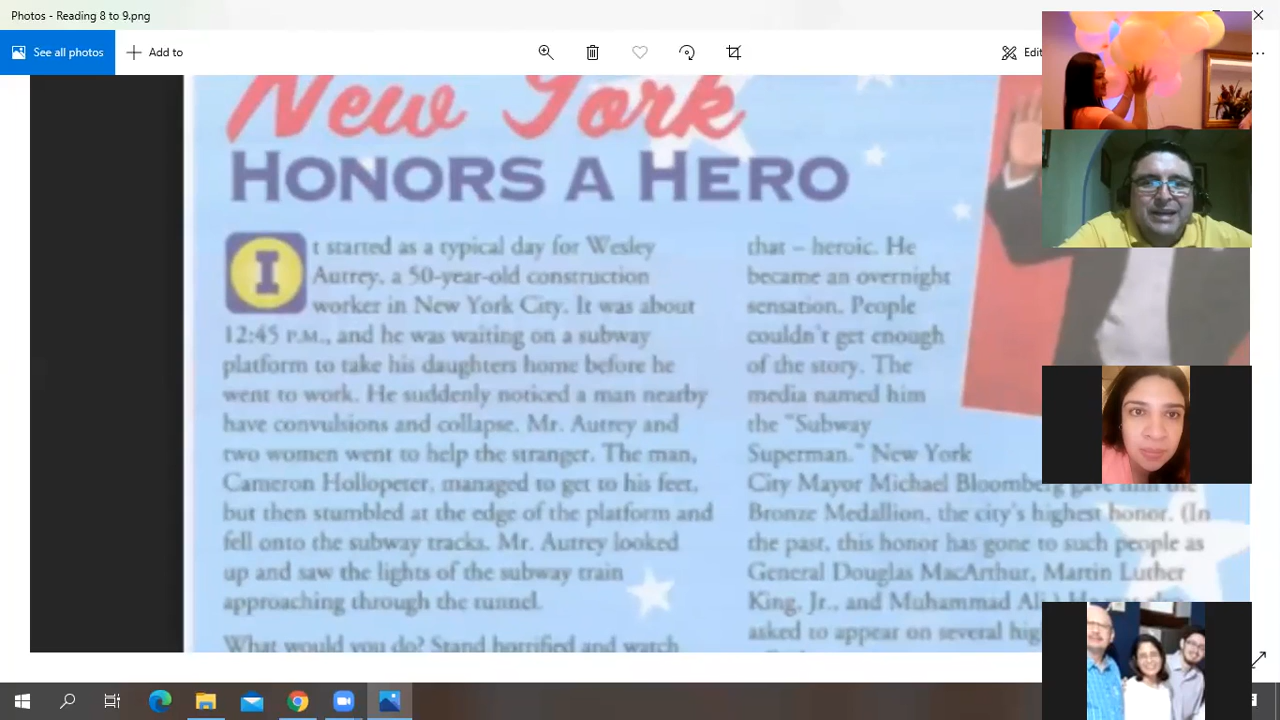 Photos - Reading 8 to 9.png
See all photos
Add to
Edit
New York
HONORS A HERO
It started as a typical day for Wesley
Autrey, a 50-year-old construction
worker in New York City. It was about
12:45 P.M., and he was waiting on a subway
platform to take his daughters home before he
went to work. He suddenly noticed a man nearby
have convulsions and collapse. Mr. Autrey and
two women went to help the stranger. The man,
Cameron Hollopeter, managed to get to his feet,
but then stumbled at the edge of the platform and
fell onto the subway tracks. Mr. Autrey looked
up and saw the lights of the subway train
approaching through the tunnel.
What would you do? Stand horrified and watch
that – heroic. He
became an overnight
sensation. People
couldn't get enough
of the story. The
media named him
the "Subway
Superman." New York
City Mayor Michael Bloomberg gave him the
Bronze Medallion, the city's highest honor. (In
the past, this honor has gone to such people as
General Douglas MacArthur, Martin Luther
King, Jr., and Muhammad Ali.)
asked to appear on several